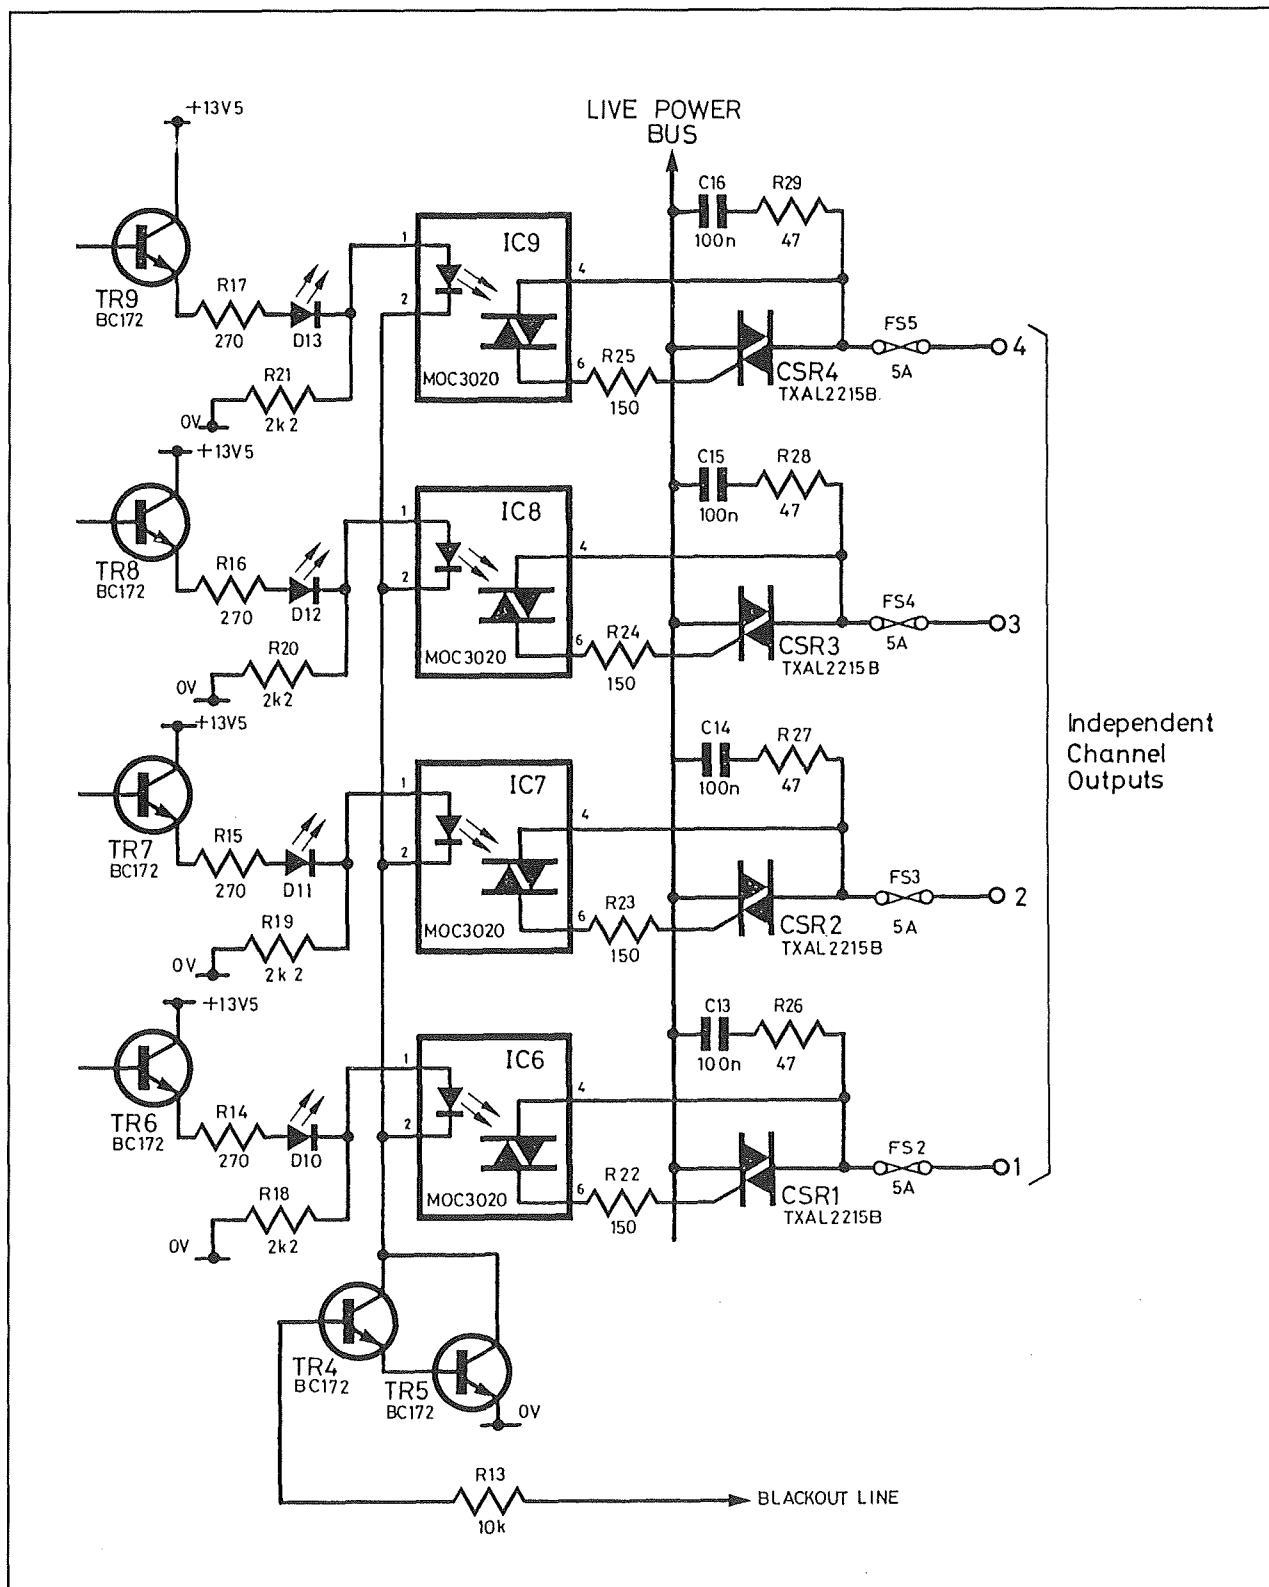 LIVE POWER
BUS
+13V5
TR9
BC172
R17
270
D13
R21
2k2
0V
1
2
IC9
MOC3020
4
6
R25
150
C16
100n
R29
47
CSR4
TXAL2215B.
FS5
5A
4
+13V5
TR8
BC172
R16
270
D12
R20
2k2
0V
1
2
IC8
MOC3020
4
6
R24
150
C15
100n
R28
47
CSR3
TXAL2215B
FS4
5A
3
+13V5
TR7
BC172
R15
270
D11
R19
2k2
0V
1
2
IC7
MOC3020
4
6
R23
150
C14
100n
R27
47
CSR2
TXAL2215B
FS3
5A
2
Independent
Channel
Outputs
+13V5
TR6
BC172
R14
270
D10
R18
2k2
0V
1
2
IC6
MOC3020
4
6
R22
150
C13
100n
R26
47
CSR1
TXAL2215B
FS2
5A
1
TR4
BC172
TR5
BC172
0V
R13
10k
BLACKOUT LINE